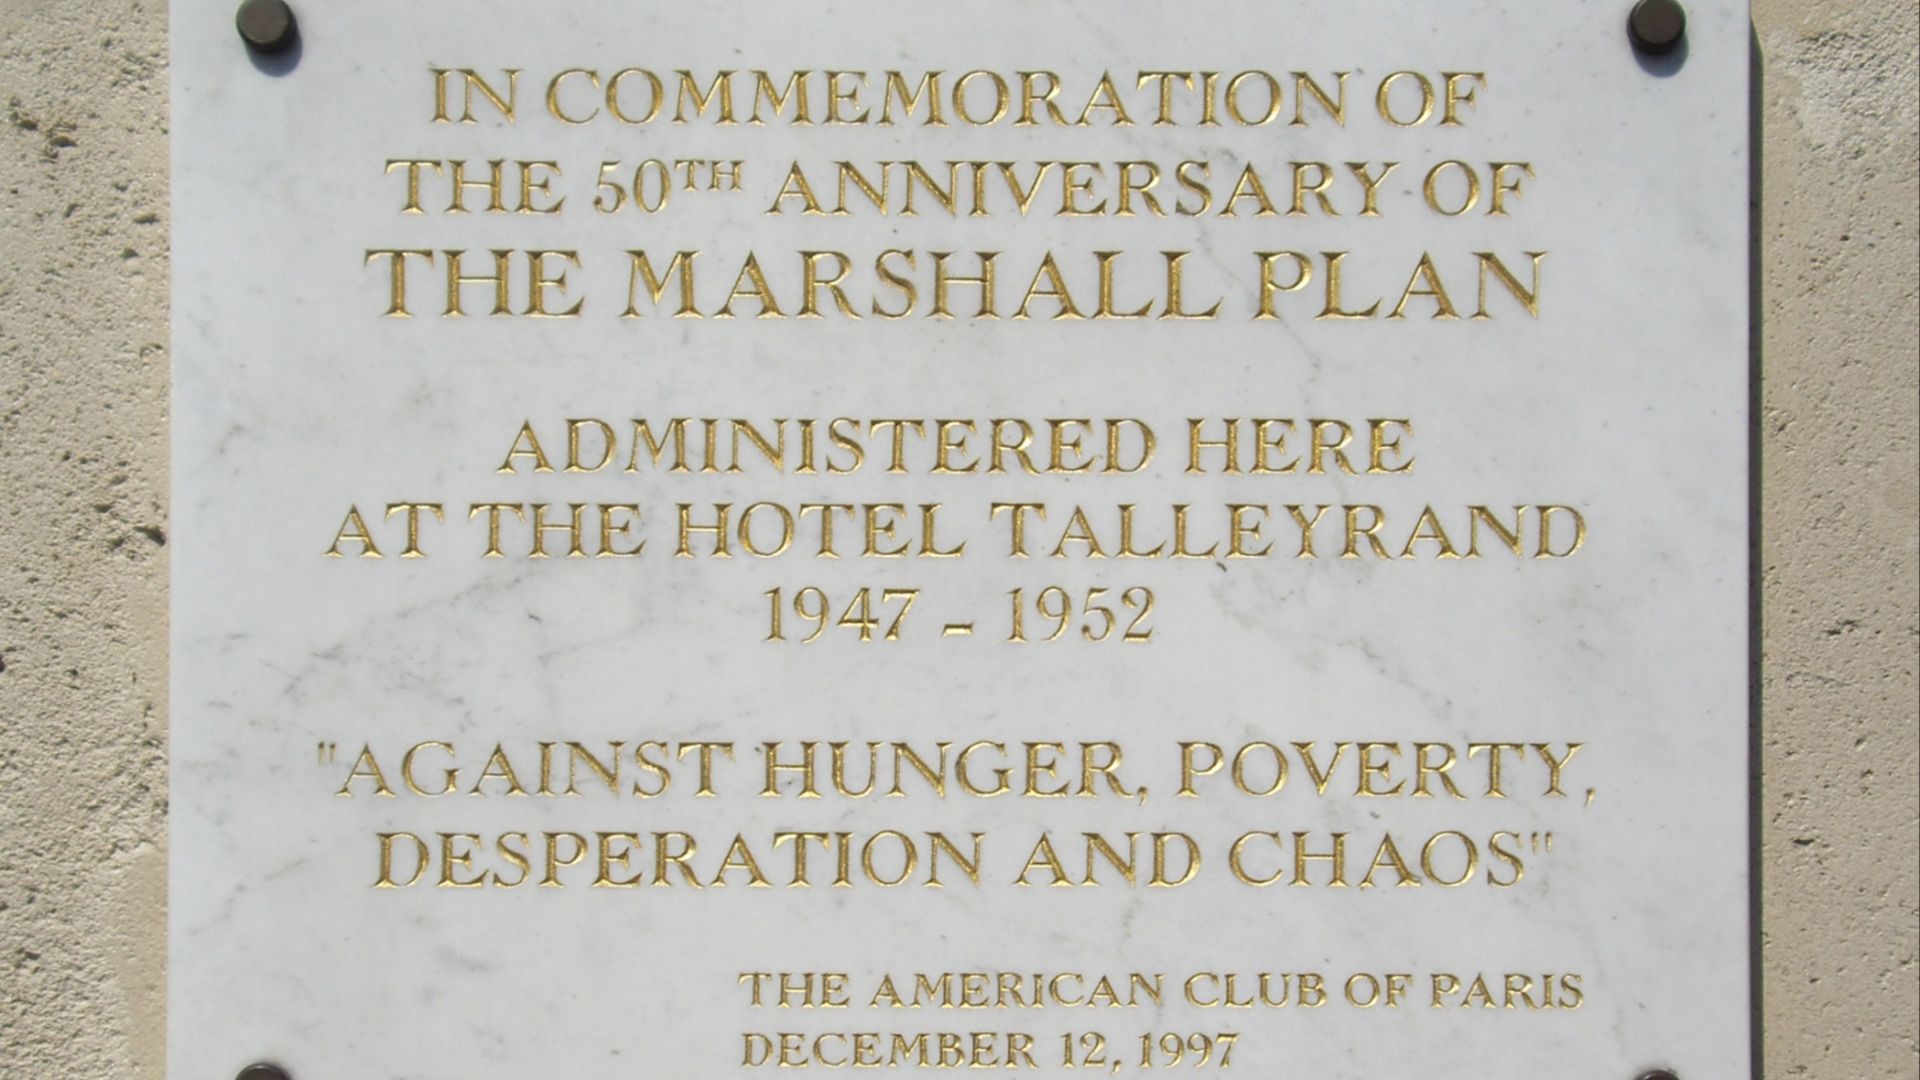 IN COMMEMORATION OF
THE 50TH ANNIVERSARY OF
THE MARSHALL PLAN
ADMINISTERED HERE
AT THE HOTEL TALLEYRAND
1947 - 1952
"AGAINST HUNGER, POVERTY,
DESPERATION AND CHAOS"
THE AMERICAN CLUB OF PARIS
DECEMBER 12, 1997